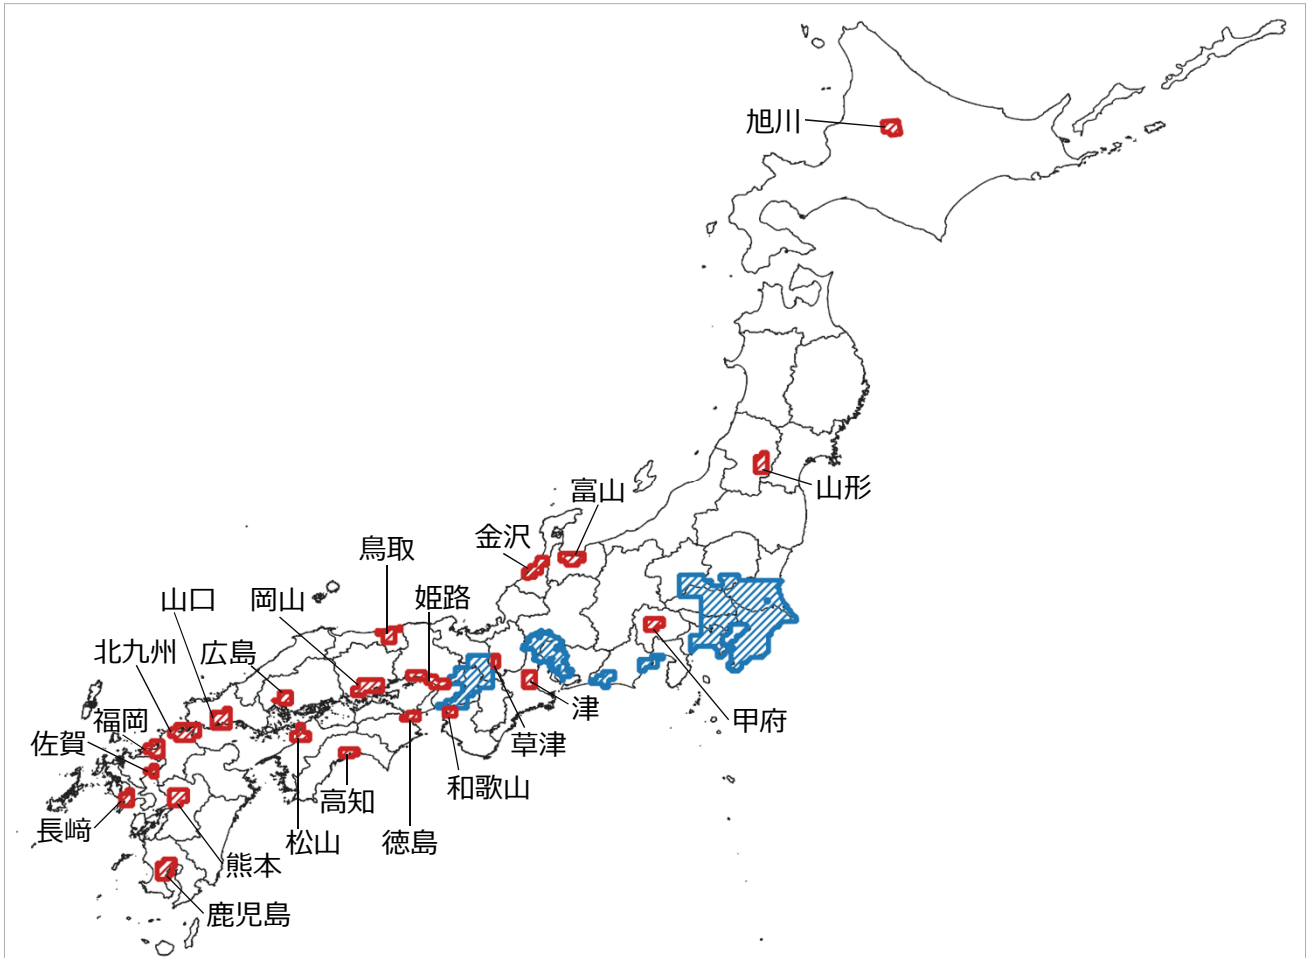 旭川
山形
富山
金沢
鳥取
姫路
岡山
山口
広島
北九州
福岡
佐賀
津
甲府
草津
和歌山
高知
長﨑
松山
徳島
熊本
鹿児島